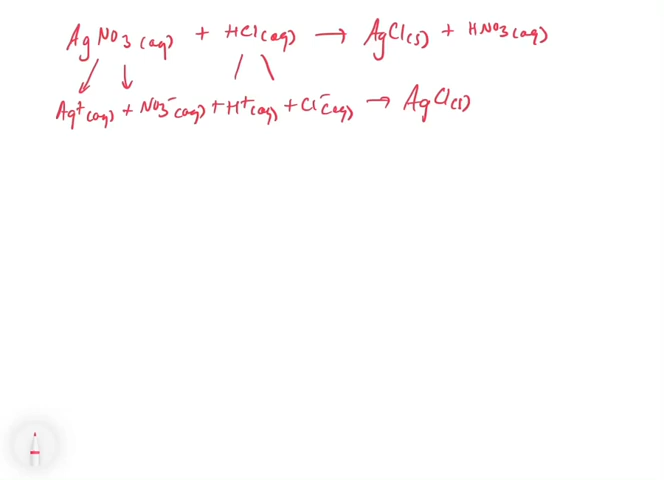 AgNO3(aq) + HCl(aq) → AgCl(s) + HNO3(aq)
Ag+(aq) + NO3-(aq) + H+(aq) + Cl-(aq) → AgCl(s)